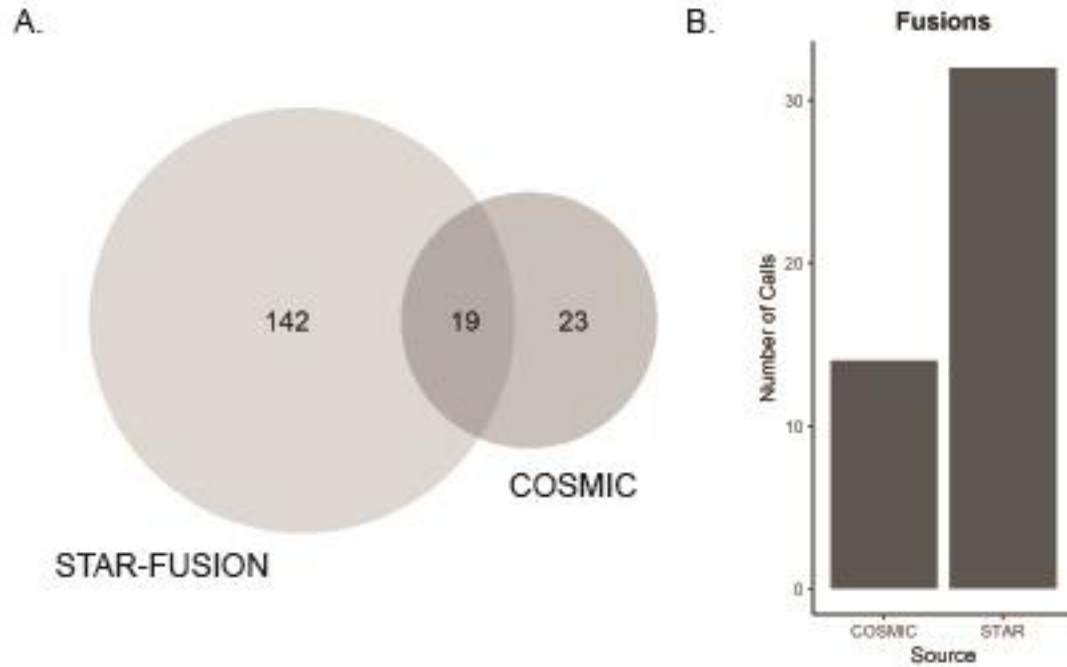 A.
142
19
23
COSMIC
STAR-FUSION
B.
Fusions
Number of Calls
30
20
10
0
COSMIC
STAR
Source